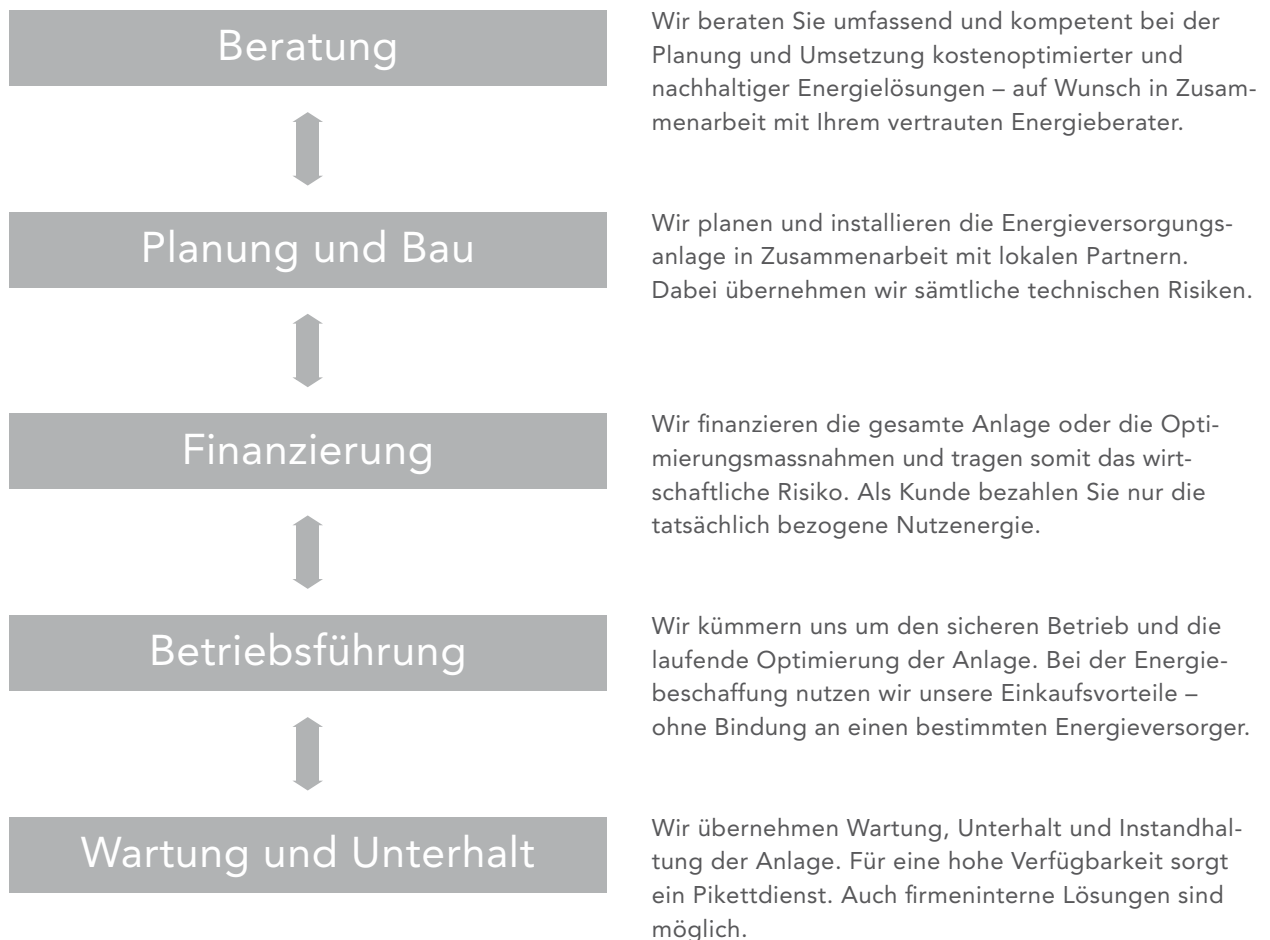 Beratung
Wir beraten Sie umfassend und kompetent bei der
Planung und Umsetzung kostenoptimierter und
nachhaltiger Energielösungen – auf Wunsch in Zusam-
menarbeit mit Ihrem vertrauten Energieberater.
Planung und Bau
Wir planen und installieren die Energieversorgungs-
anlage in Zusammenarbeit mit lokalen Partnern.
Dabei übernehmen wir sämtliche technischen Risiken.
Finanzierung
Wir finanzieren die gesamte Anlage oder die Opti-
mierungsmassnahmen und tragen somit das wirt-
schaftliche Risiko. Als Kunde bezahlen Sie nur die
tatsächlich bezogene Nutzenergie.
Betriebsführung
Wir kümmern uns um den sicheren Betrieb und die
laufende Optimierung der Anlage. Bei der Energie-
beschaffung nutzen wir unsere Einkaufsvorteile –
ohne Bindung an einen bestimmten Energieversorger.
Wartung und Unterhalt
Wir übernehmen Wartung, Unterhalt und Instandhal-
tung der Anlage. Für eine hohe Verfügbarkeit sorgt
ein Pikettdienst. Auch firmeninterne Lösungen sind
möglich.